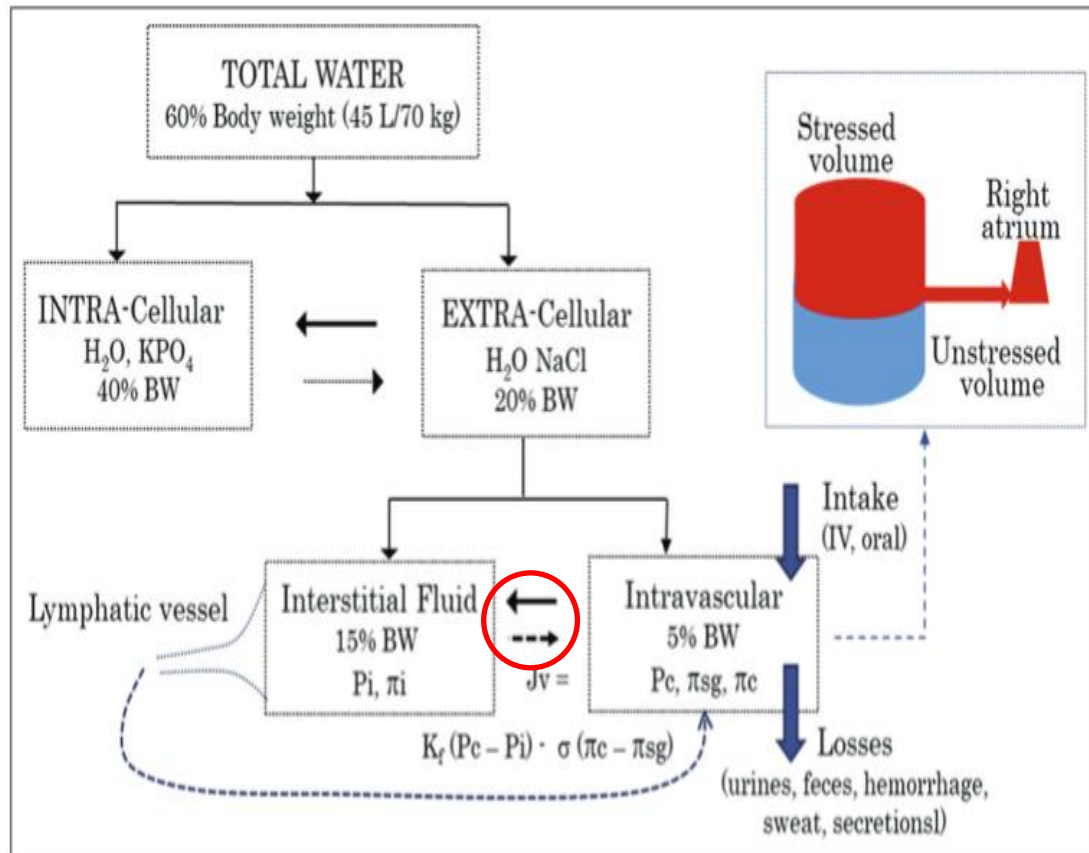 TOTAL WATER
60% Body weight (45 L/70 kg)
INTRA-Cellular
H₂O, KPO₄
40% BW
EXTRA-Cellular
H₂O NaCl
20% BW
Stressed
volume
Right
atrium
Unstressed
volume
Intake
(IV, oral)
Lymphatic vessel
Interstitial Fluid
15% BW
Pi, πi
Jv =
Intravascular
5% BW
Pc, πsg, πc
K𝒇 (Pc – Pi) · σ (πc – πsg)
Losses
(urines, feces, hemorrhage,
sweat, secretionsl)